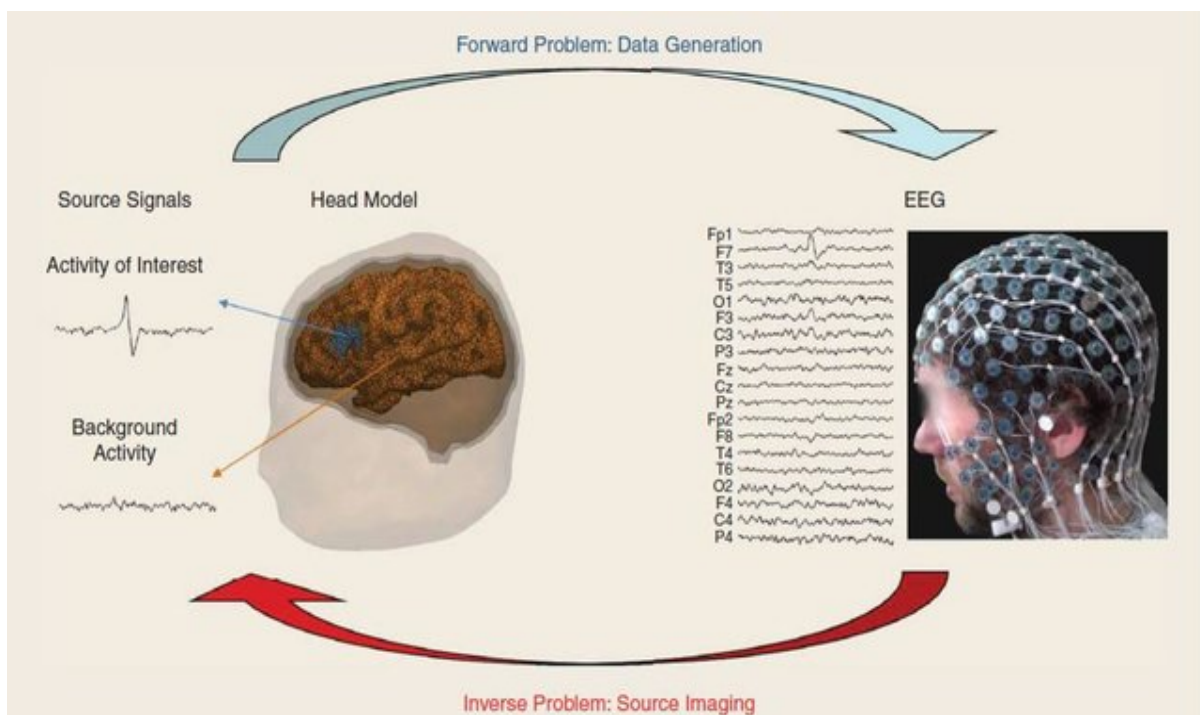 Forward Problem: Data Generation
Source Signals
Head Model
EEG
Activity of Interest
Background
Activity
Fp1
F7
T3
T5
O1
F3
C3
P3
Fz
Cz
Pz
Fp2
F8
T4
T6
O2
F4
C4
P4
Inverse Problem: Source Imaging